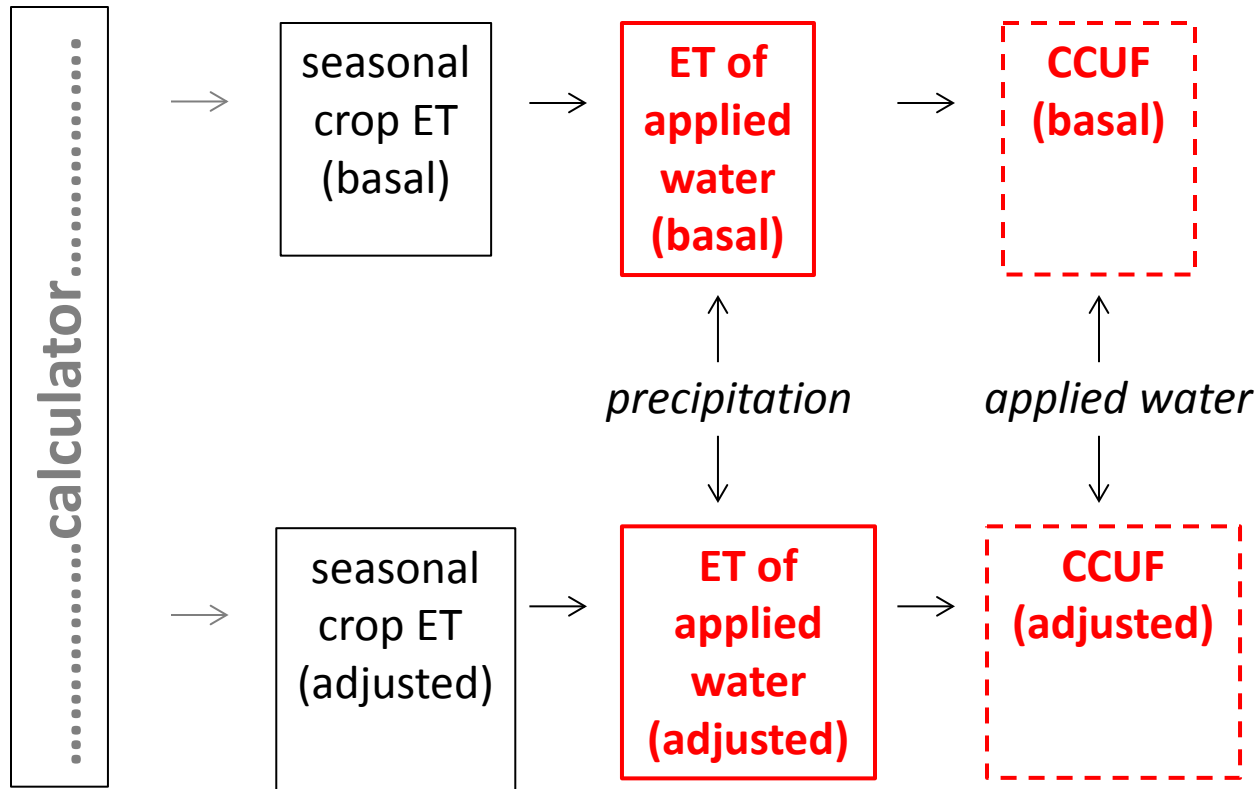 ..........calculator..............
seasonal
crop ET
(basal)
ET of
applied
water
(basal)
CCUF
(basal)
precipitation
applied water
seasonal
crop ET
(adjusted)
ET of
applied
water
(adjusted)
CCUF
(adjusted)